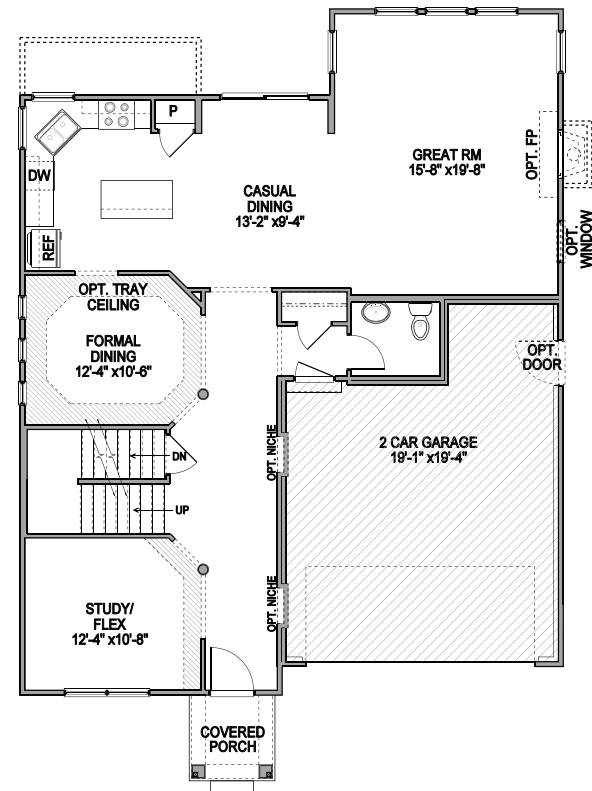 P
GREAT RM
15'-8" x19'-8"
OPT. FP
DW
CASUAL
DINING
13'-2" x9'-4"
REF
OPT.
WINDOW
OPT. TRAY
CEILING
FORMAL
DINING
12'-4" x10'-6"
OPT.
DOOR
2 CAR GARAGE
19'-1" x19'-4"
OPT. NICHE
DN
UP
OPT. NICHE
STUDY/
FLEX
12'-4" x10'-8"
COVERED
PORCH